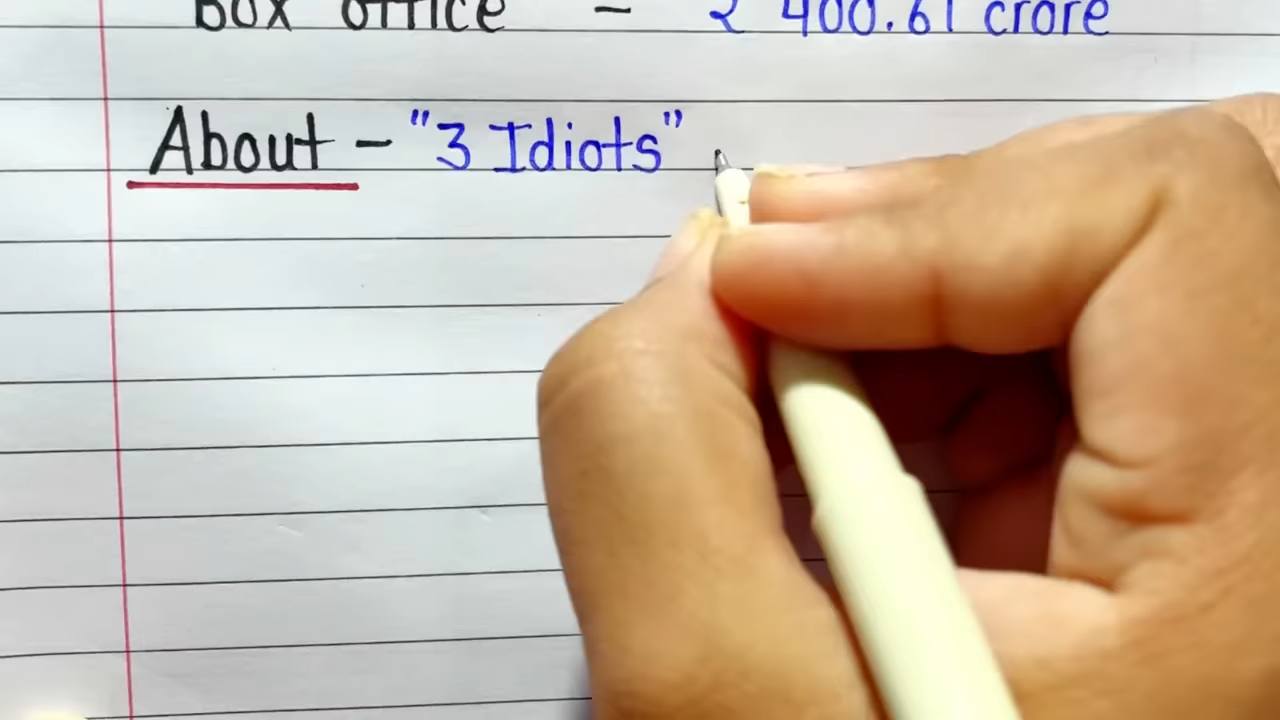 Box office - ₹ 400.61 crore
About - "3 Idiots"